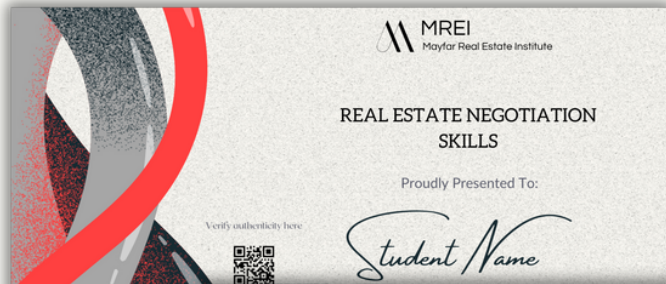 MREI
Mayfar Real Estate Institute
REAL ESTATE NEGOTIATION
SKILLS
Proudly Presented To:
Verify authenticity here
Student Name